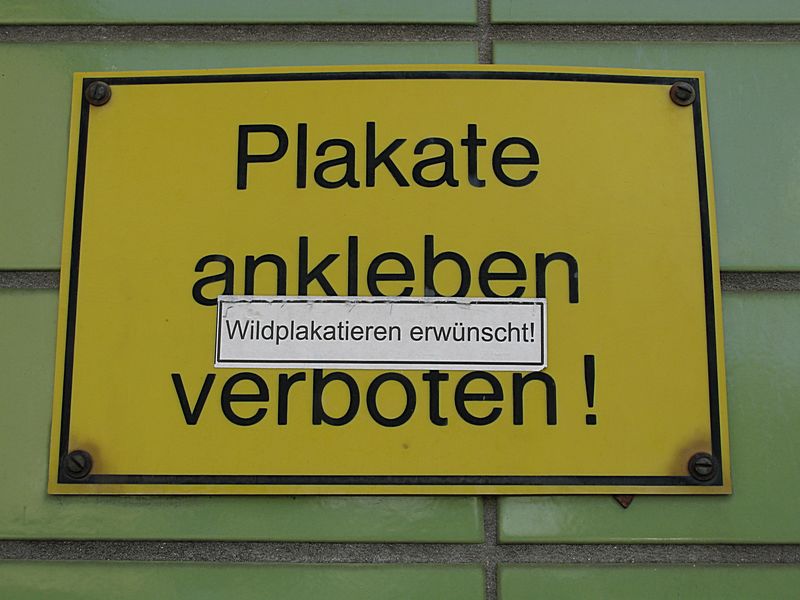 Plakate
ankleben
Wildplakatieren erwünscht!
verboten!